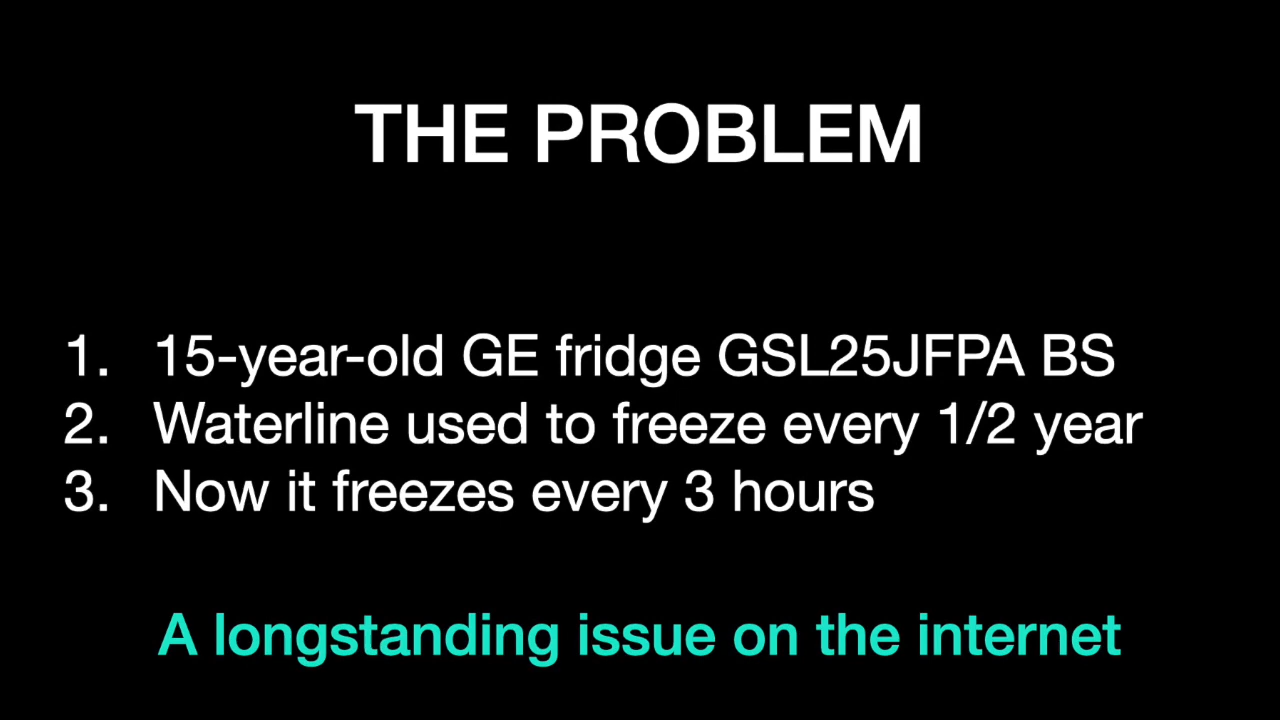 THE PROBLEM
1. 15-year-old GE fridge GSL25JFPA BS
2. Waterline used to freeze every 1/2 year
3. Now it freezes every 3 hours
A longstanding issue on the internet